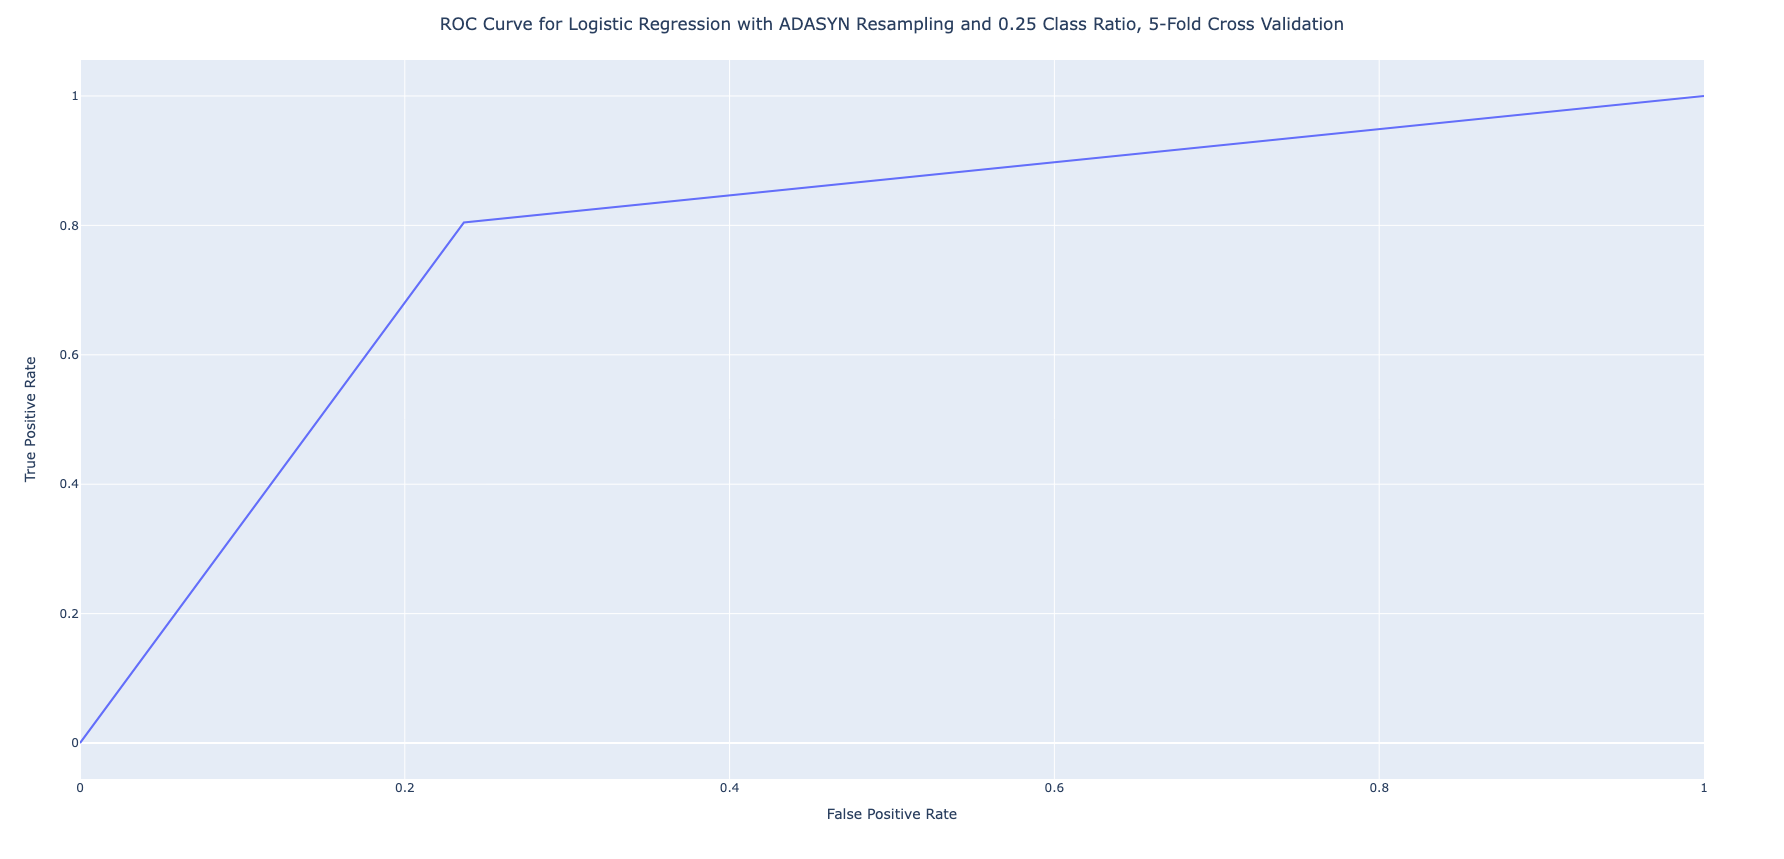 ROC Curve for Logistic Regression with ADASYN Resampling and 0.25 Class Ratio, 5-Fold Cross Validation
True Positive Rate
1
0.8
0.6
0.4
0.2
0
0 0.2 0.4 0.6 0.8 1
False Positive Rate